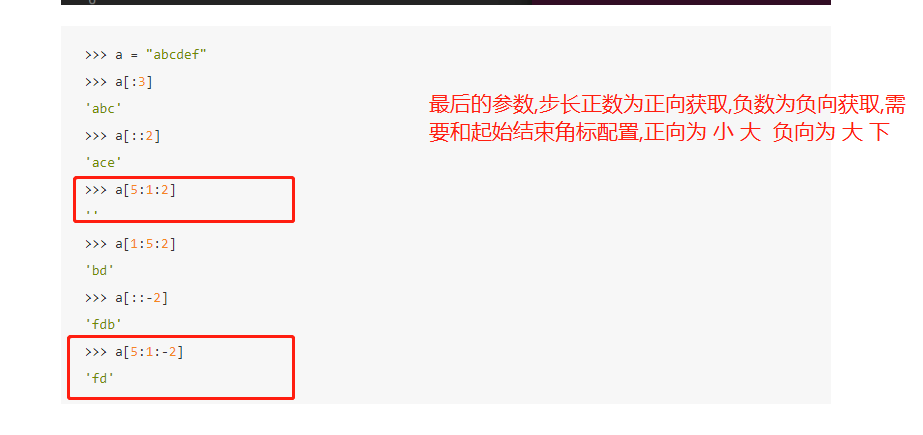 >>> a = "abcdef"
>>> a[:3]
'abc'
>>> a[::2]
'ace'
>>> a[5:1:2]
''
>>> a[1:5:2]
'bd'
>>> a[::-2]
'fdb'
>>> a[5:1:-2]
'fd'
最后的参数,步长正数为正向获取,负数为负向获取,需
要和起始结束角标配置,正向为 小 大 负向为 大 下